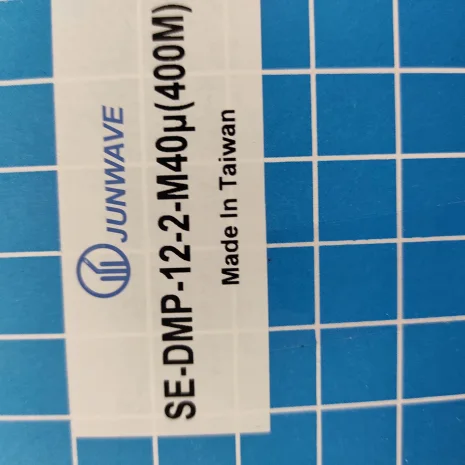 JUNWAVE
SE-DMP-12-2-M40µ(400M)
Made In Taiwan